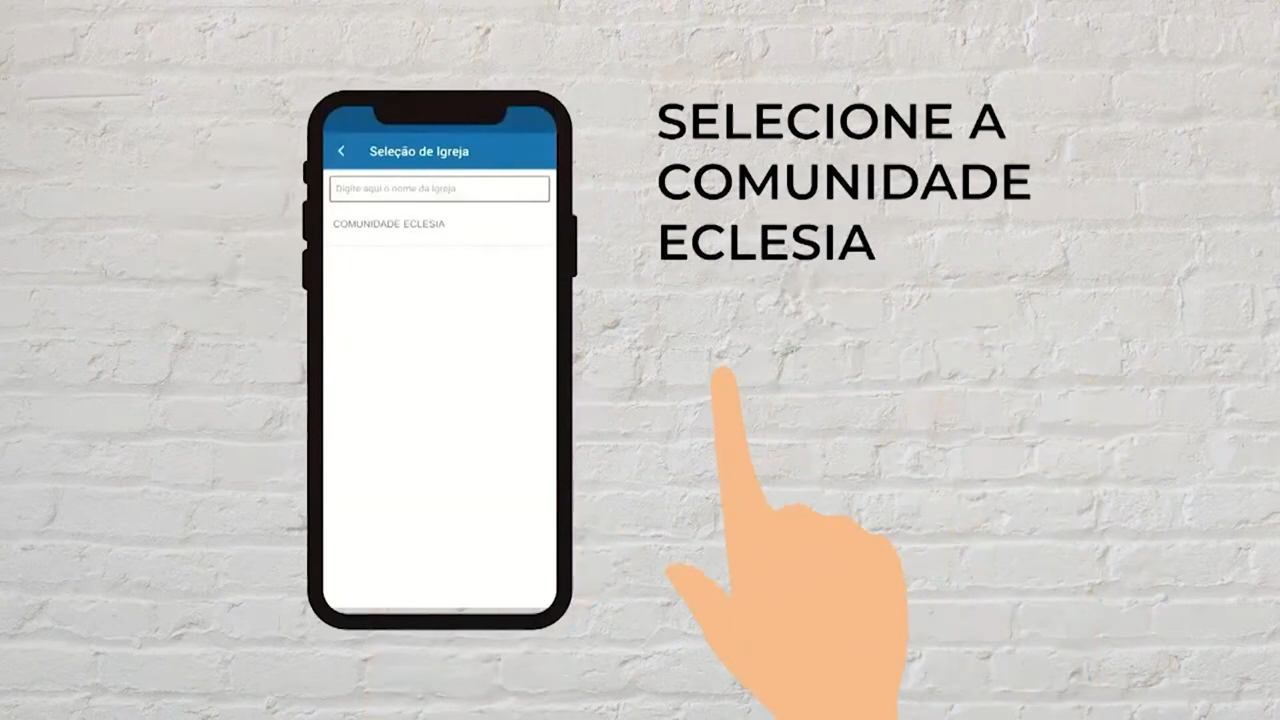 Seleção de Igreja
Digite aqui o nome da Igreja
COMUNIDADE ECLESIA
SELECIONE A
COMUNIDADE
ECLESIA